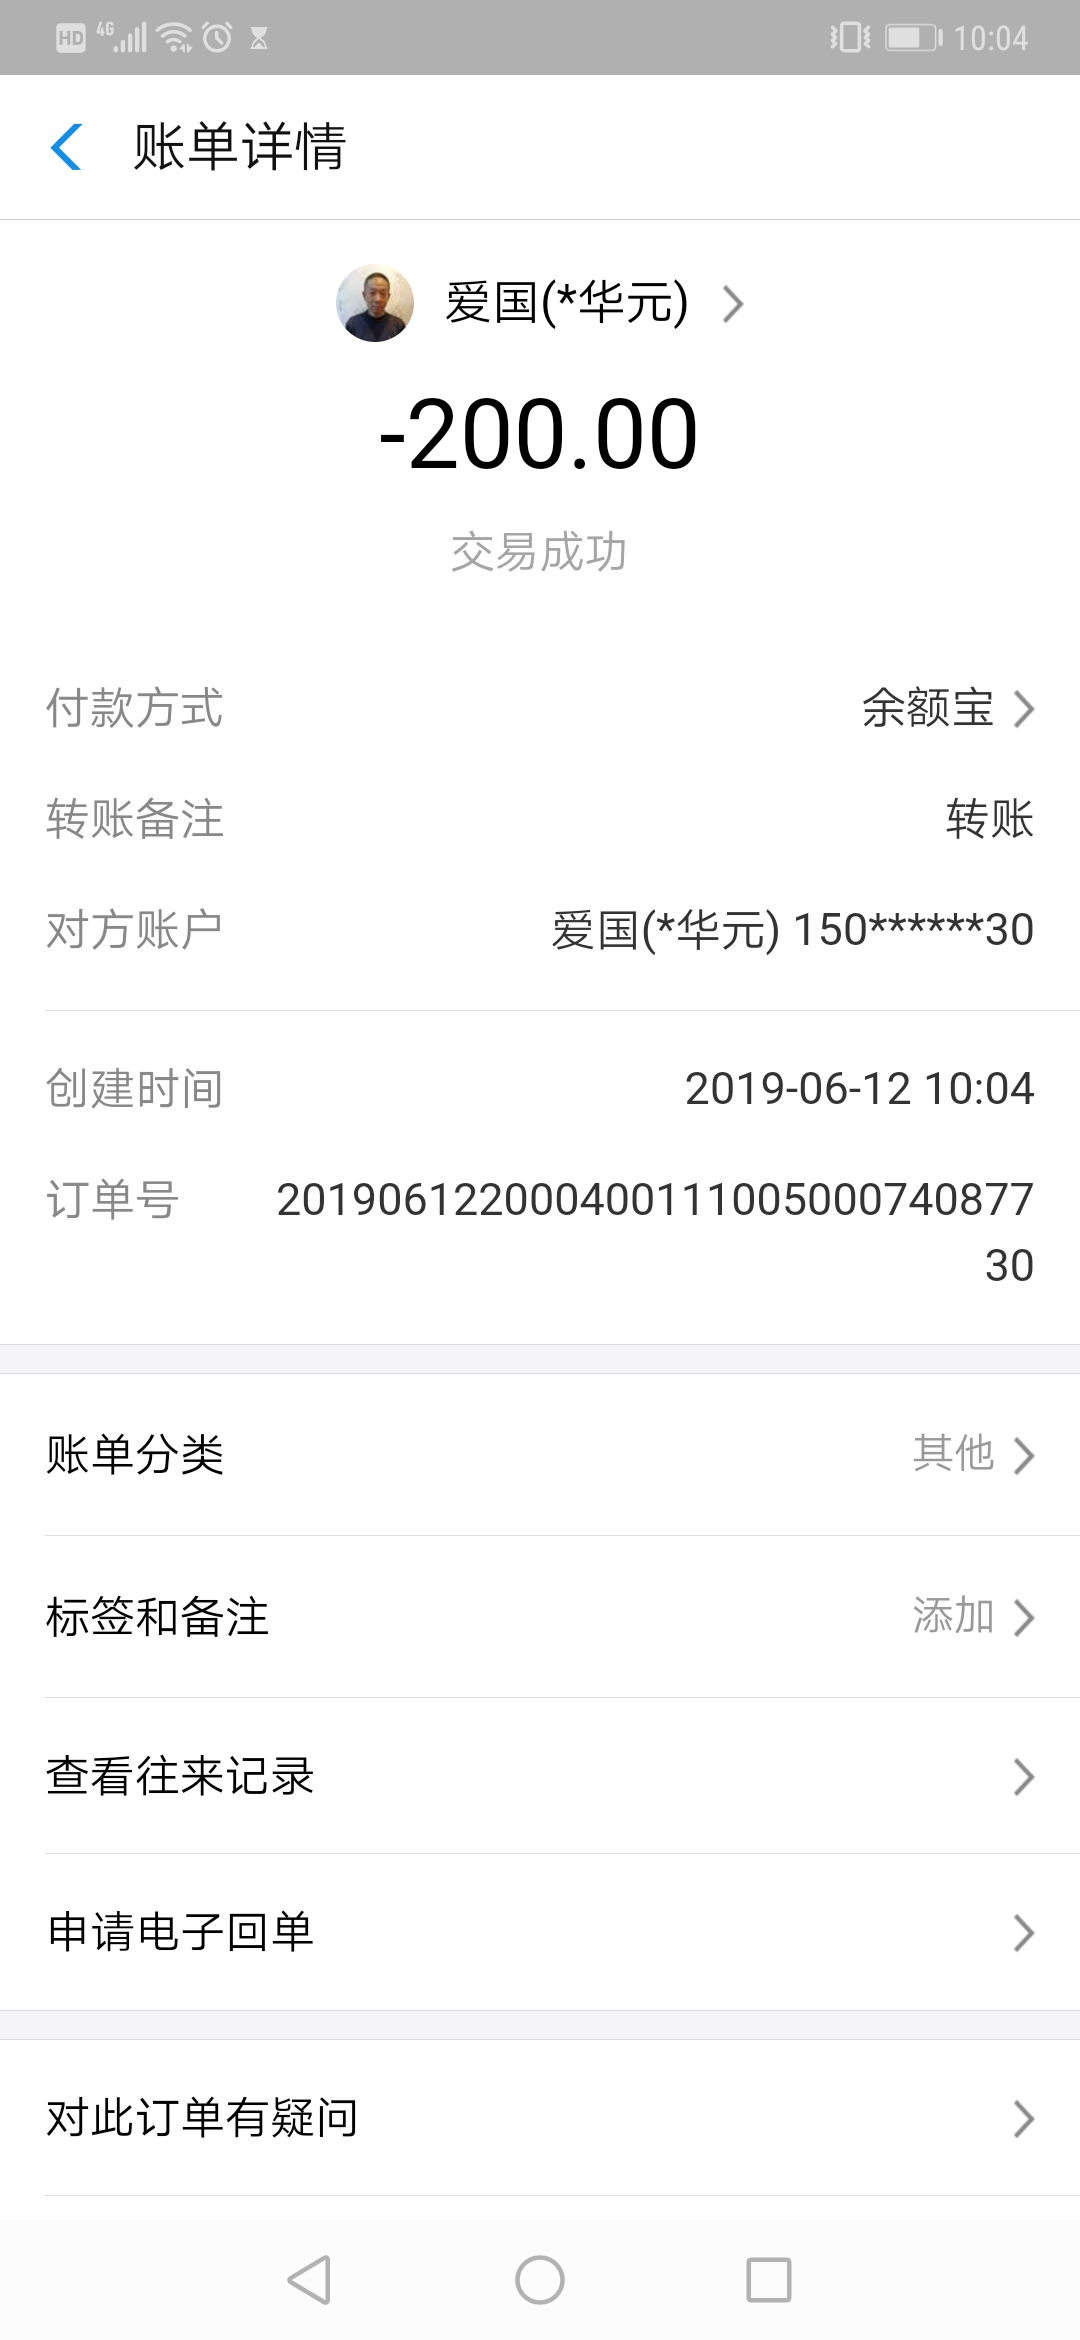 HD 4G 10:04
账单详情
爱国(*华元)
-200.00
交易成功
付款方式 余额宝
转账备注 转账
对方账户 爱国(*华元) 150******30
创建时间 2019-06-12 10:04
订单号 201906122000400111005000740877
30
账单分类 其他
标签和备注 添加
查看往来记录
申请电子回单
对此订单有疑问